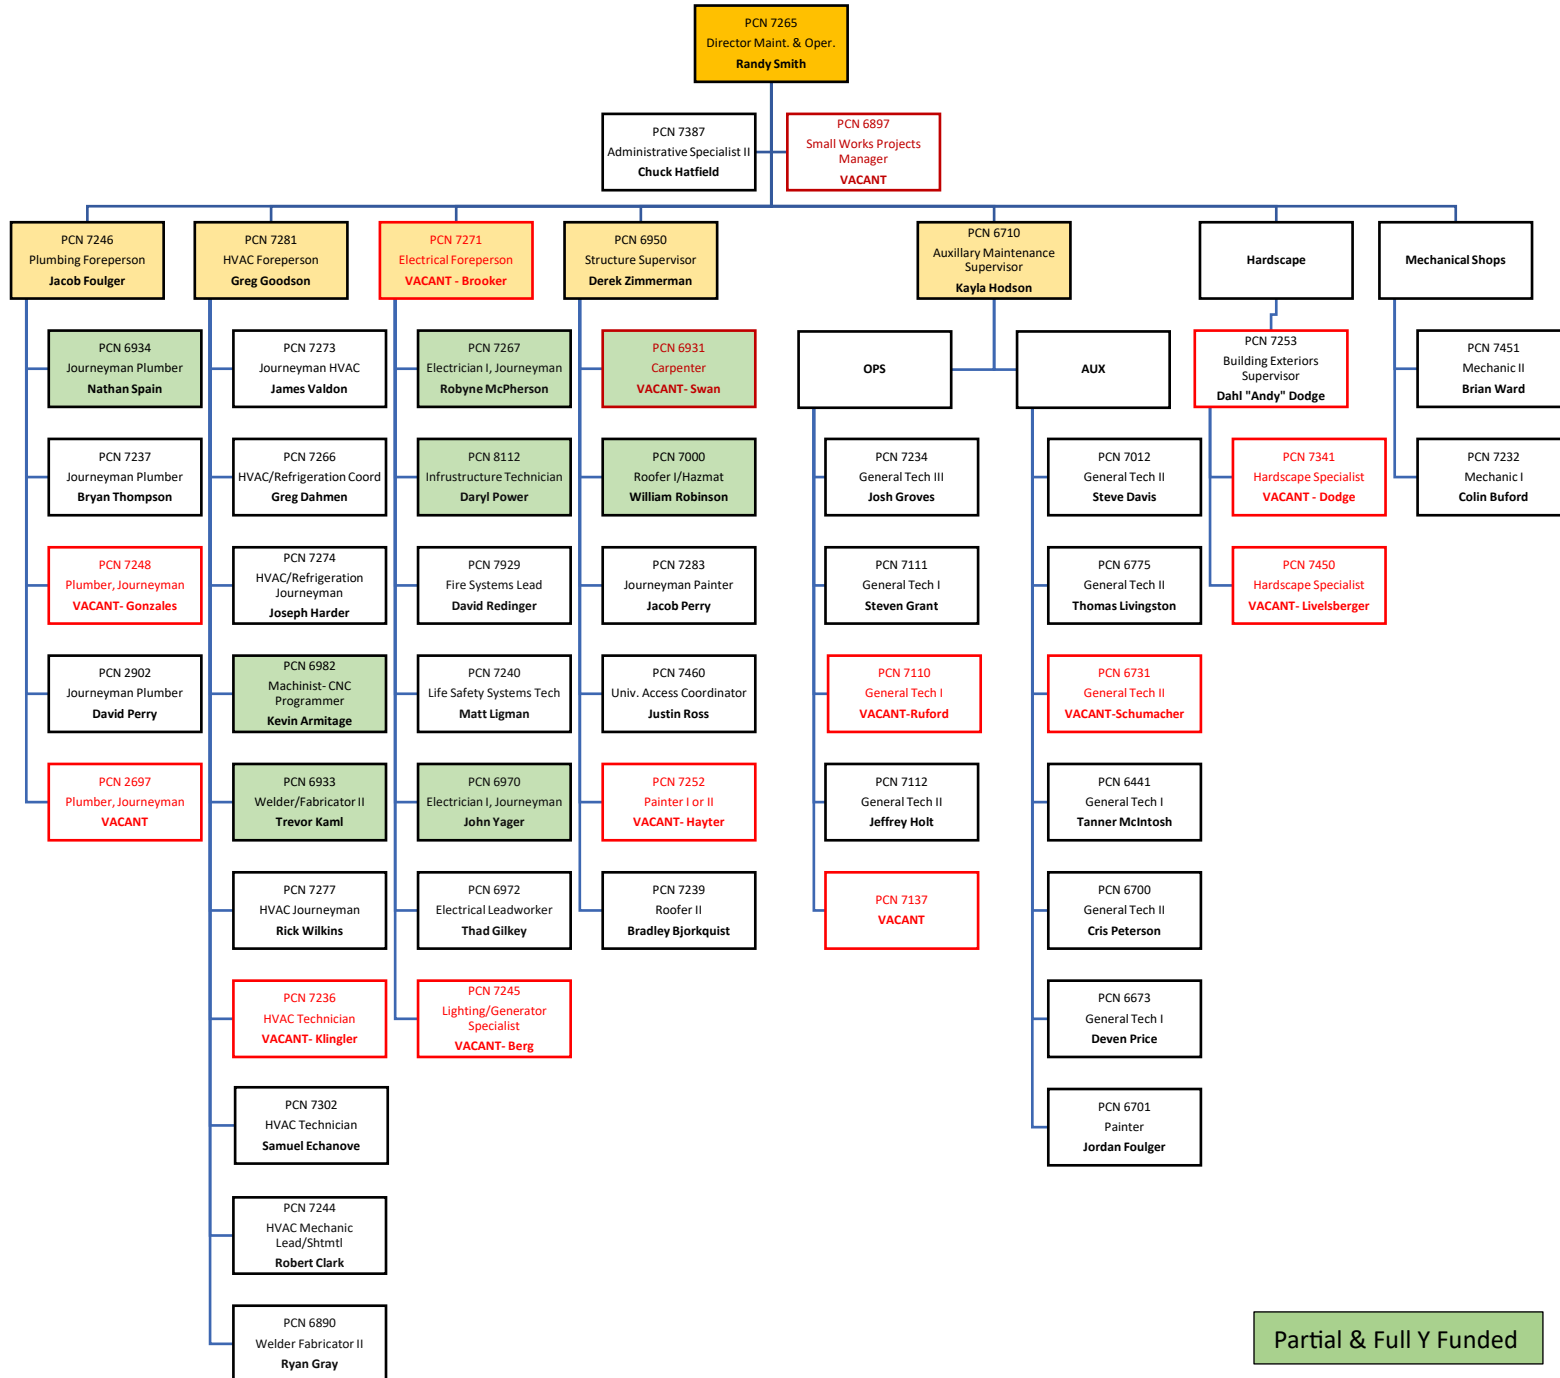 PCN 7265
Director Maint. & Oper.
Randy Smith
PCN 7387
Administrative Specialist II
Chuck Hatfield
PCN 6897
Small Works Projects
Manager
VACANT
PCN 7246
Plumbing Foreperson
Jacob Foulger
PCN 7281
HVAC Foreperson
Greg Goodson
PCN 7271
Electrical Foreperson
VACANT - Brooker
PCN 6950
Structure Supervisor
Derek Zimmerman
PCN 6710
Auxillary Maintenance
Supervisor
Kayla Hodson
Hardscape
Mechanical Shops
PCN 6934
Journeyman Plumber
Nathan Spain
PCN 7237
Journeyman Plumber
Bryan Thompson
PCN 7248
Plumber, Journeyman
VACANT- Gonzales
PCN 2902
Journeyman Plumber
David Perry
PCN 2697
Plumber, Journeyman
VACANT
PCN 7273
Journeyman HVAC
James Valdon
PCN 7266
HVAC/Refrigeration Coord
Greg Dahmen
PCN 7274
HVAC/Refrigeration
Journeyman
Joseph Harder
PCN 6982
Machinist- CNC
Programmer
Kevin Armitage
PCN 6933
Welder/Fabricator II
Trevor Kaml
PCN 7277
HVAC Journeyman
Rick Wilkins
PCN 7236
HVAC Technician
VACANT- Klingler
PCN 7302
HVAC Technician
Samuel Echanove
PCN 7244
HVAC Mechanic
Lead/Shtmtl
Robert Clark
PCN 6890
Welder Fabricator II
Ryan Gray
PCN 7267
Electrician I, Journeyman
Robyne McPherson
PCN 8112
Infrustructure Technician
Daryl Power
PCN 7929
Fire Systems Lead
David Redinger
PCN 7240
Life Safety Systems Tech
Matt Ligman
PCN 6970
Electrician I, Journeyman
John Yager
PCN 6972
Electrical Leadworker
Thad Gilkey
PCN 7245
Lighting/Generator
Specialist
VACANT- Berg
PCN 6931
Carpenter
VACANT- Swan
PCN 7000
Roofer I/Hazmat
William Robinson
PCN 7283
Journeyman Painter
Jacob Perry
PCN 7460
Univ. Access Coordinator
Justin Ross
PCN 7252
Painter I or II
VACANT- Hayter
PCN 7239
Roofer II
Bradley Bjorkquist
OPS
PCN 7234
General Tech III
Josh Groves
PCN 7111
General Tech I
Steven Grant
PCN 7110
General Tech I
VACANT-Ruford
PCN 7112
General Tech II
Jeffrey Holt
PCN 7137
VACANT
AUX
PCN 7012
General Tech II
Steve Davis
PCN 6775
General Tech II
Thomas Livingston
PCN 6731
General Tech II
VACANT-Schumacher
PCN 6441
General Tech I
Tanner McIntosh
PCN 6700
General Tech II
Cris Peterson
PCN 6673
General Tech I
Deven Price
PCN 6701
Painter
Jordan Foulger
PCN 7253
Building Exteriors
Supervisor
Dahl "Andy" Dodge
PCN 7341
Hardscape Specialist
VACANT - Dodge
PCN 7450
Hardscape Specialist
VACANT- Livelsberger
PCN 7451
Mechanic II
Brian Ward
PCN 7232
Mechanic I
Colin Buford
Partial & Full Y Funded